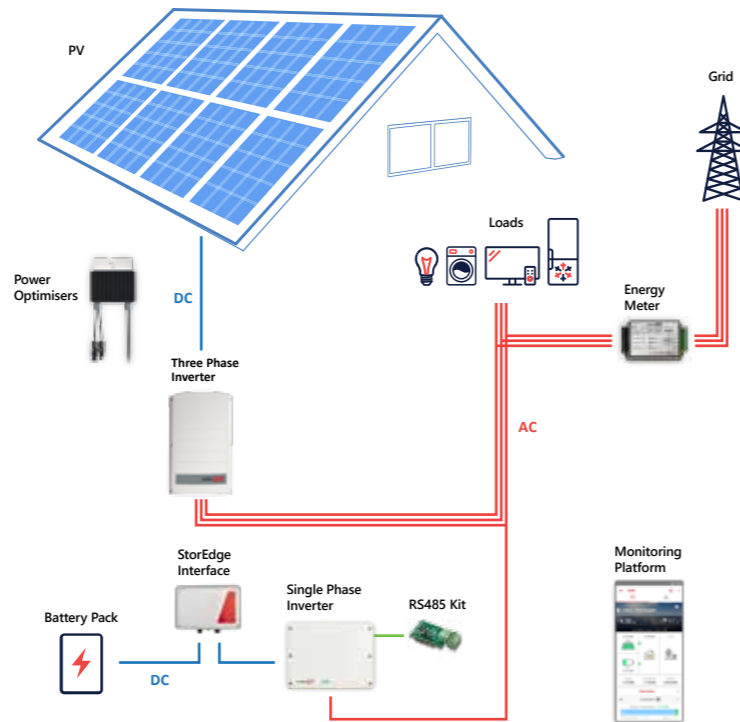 PV
Grid
Loads
Power
Optimisers
DC
Energy
Meter
Three Phase
Inverter
AC
StorEdge
Interface
Single Phase
Inverter
RS485 Kit
Monitoring
Platform
Battery Pack
DC